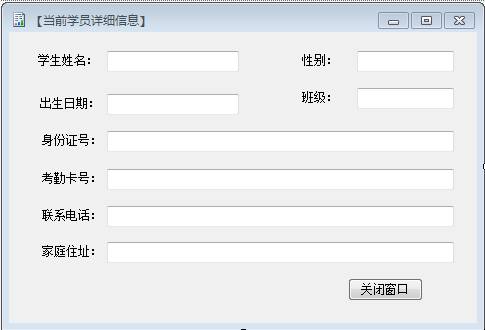 【当前学员详细信息】
学生姓名： 性别：
出生日期： 班级：
身份证号：
考勤卡号：
联系电话：
家庭住址：
关闭窗口